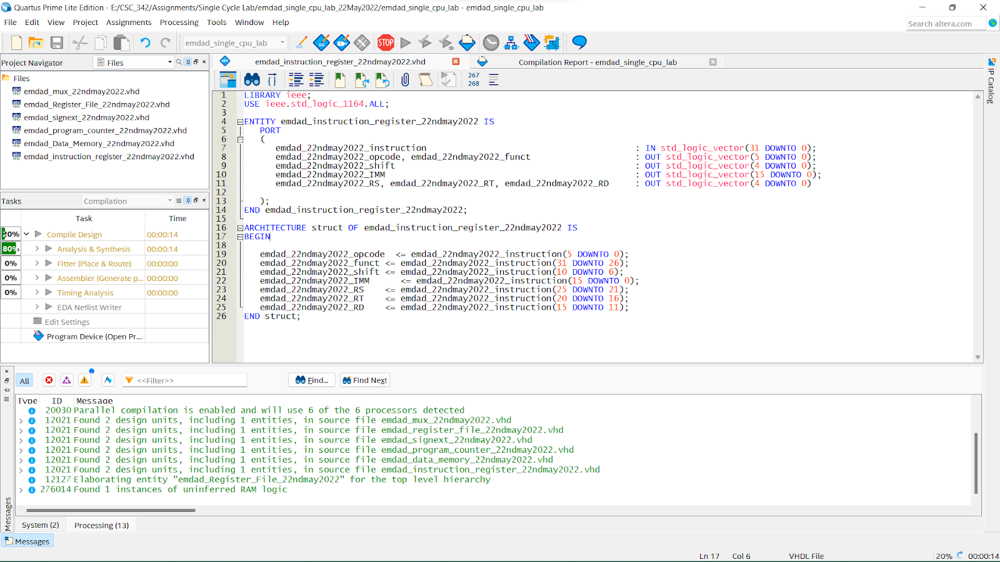 Quartus Prime Lite Edition - E:/CSC_342/Assignments/Single Cycle Lab/emdad_single_cpu_lab_22May2022/emdad_single_cpu_lab - emdad_single_cpu_lab
File Edit View Project Assignments Processing Tools Window Help
Search altera.com
emdad_single_cpu_lab
STOP
Project Navigator Files
emdad_instruction_register_22ndmay2022.vhd
Compilation Report - emdad_single_cpu_lab
IP Catalog
267
268
Files
emdad_mux_22ndmay2022.vhd
emdad_Register_File_22ndmay2022.vhd
emdad_signext_22ndmay2022.vhd
emdad_program_counter_22ndmay2022.vhd
emdad_Data_Memory_22ndmay2022.vhd
emdad_instruction_register_22ndmay2022.vhd
Tasks Compilation
Task Time
20% Compile Design 00:00:14
80% Analysis & Synthesis 00:00:14
0% Fitter (Place & Route) 00:00:00
0% Assembler (Generate p... 00:00:00
0% Timing Analysis 00:00:00
EDA Netlist Writer
Edit Settings
Program Device (Open Pr...
1 LIBRARY ieee;
2 USE ieee.std_logic_1164.ALL;
3
4 ENTITY emdad_instruction_register_22ndmay2022 IS
5 PORT
6 (
7 emdad_22ndmay2022_instruction : IN std_logic_vector(31 DOWNTO 0);
8 emdad_22ndmay2022_opcode, emdad_22ndmay2022_funct : OUT std_logic_vector(5 DOWNTO 0);
9 emdad_22ndmay2022_shift : OUT std_logic_vector(4 DOWNTO 0);
10 emdad_22ndmay2022_IMM : OUT std_logic_vector(15 DOWNTO 0);
11 emdad_22ndmay2022_RS, emdad_22ndmay2022_RT, emdad_22ndmay2022_RD : OUT std_logic_vector(4 DOWNTO 0)
12
13 );
14 END emdad_instruction_register_22ndmay2022;
15
16 ARCHITECTURE struct OF emdad_instruction_register_22ndmay2022 IS
17 BEGIN
18
19 emdad_22ndmay2022_opcode <= emdad_22ndmay2022_instruction(5 DOWNTO 0);
20 emdad_22ndmay2022_funct <= emdad_22ndmay2022_instruction(31 DOWNTO 26);
21 emdad_22ndmay2022_shift <= emdad_22ndmay2022_instruction(10 DOWNTO 6);
22 emdad_22ndmay2022_IMM <= emdad_22ndmay2022_instruction(15 DOWNTO 0);
23 emdad_22ndmay2022_RS <= emdad_22ndmay2022_instruction(25 DOWNTO 21);
24 emdad_22ndmay2022_RT <= emdad_22ndmay2022_instruction(20 DOWNTO 16);
25 emdad_22ndmay2022_RD <= emdad_22ndmay2022_instruction(15 DOWNTO 11);
26 END struct;
All <<Filter>> Find... Find Next
Type ID Message
20030 Parallel compilation is enabled and will use 6 of the 6 processors detected
12021 Found 2 design units, including 1 entities, in source file emdad_mux_22ndmay2022.vhd
12021 Found 2 design units, including 1 entities, in source file emdad_register_file_22ndmay2022.vhd
12021 Found 2 design units, including 1 entities, in source file emdad_signext_22ndmay2022.vhd
12021 Found 2 design units, including 1 entities, in source file emdad_program_counter_22ndmay2022.vhd
12021 Found 2 design units, including 1 entities, in source file emdad_data_memory_22ndmay2022.vhd
12021 Found 2 design units, including 1 entities, in source file emdad_instruction_register_22ndmay2022.vhd
12127 Elaborating entity "emdad_Register_File_22ndmay2022" for the top level hierarchy
276014 Found 1 instances of uninferred RAM logic
Messages
System (2) Processing (13)
Messages
Ln 17 Col 6 VHDL File 20% 00:00:14